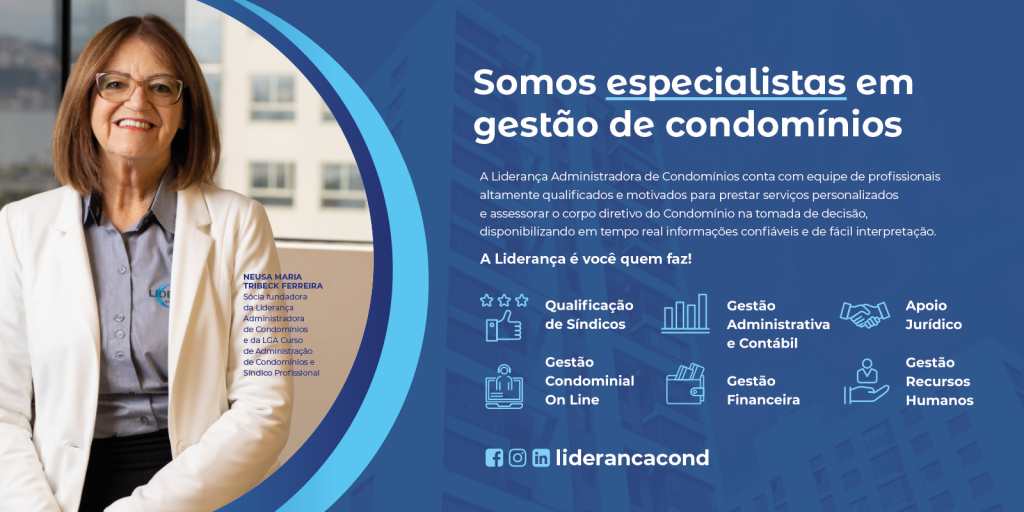 Somos especialistas em
gestão de condomínios
A Liderança Administradora de Condomínios conta com equipe de profissionais
altamente qualificados e motivados para prestar serviços personalizados
e assessorar o corpo diretivo do Condomínio na tomada de decisão,
disponibilizando em tempo real informações confiáveis e de fácil interpretação.
A Liderança é você quem faz!
NEUSA MARIA
TRIBECK FERREIRA
Sócia fundadora
da Liderança
Administradora
de Condomínios
e da LGA Curso
de Administração
de Condomínios e
Síndico Profissional
Qualificação
de Síndicos
Gestão
Administrativa
e Contábil
Apoio
Jurídico
Gestão
Condominial
On Line
Gestão
Financeira
Gestão
Recursos
Humanos
liderancacond